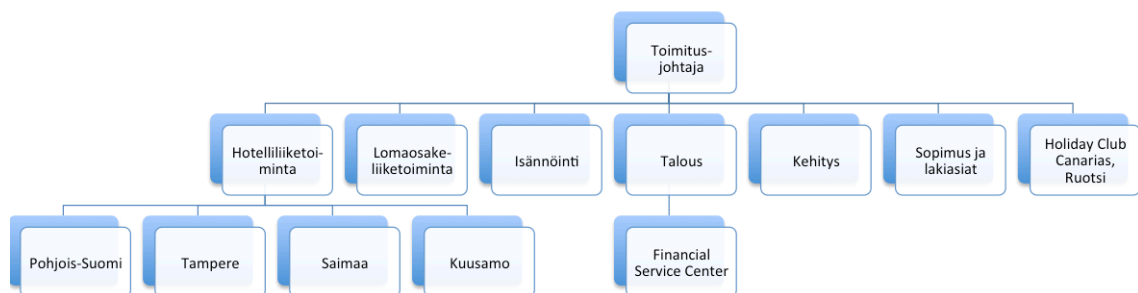 Toimitus-
johtaja
Hotelliliiketoi-
minta
Lomaosake-
liiketoiminta
Isännöinti
Talous
Kehitys
Sopimus ja
lakiasiat
Holiday Club
Canarias,
Ruotsi
Pohjois-Suomi
Tampere
Saimaa
Kuusamo
Financial
Service Center